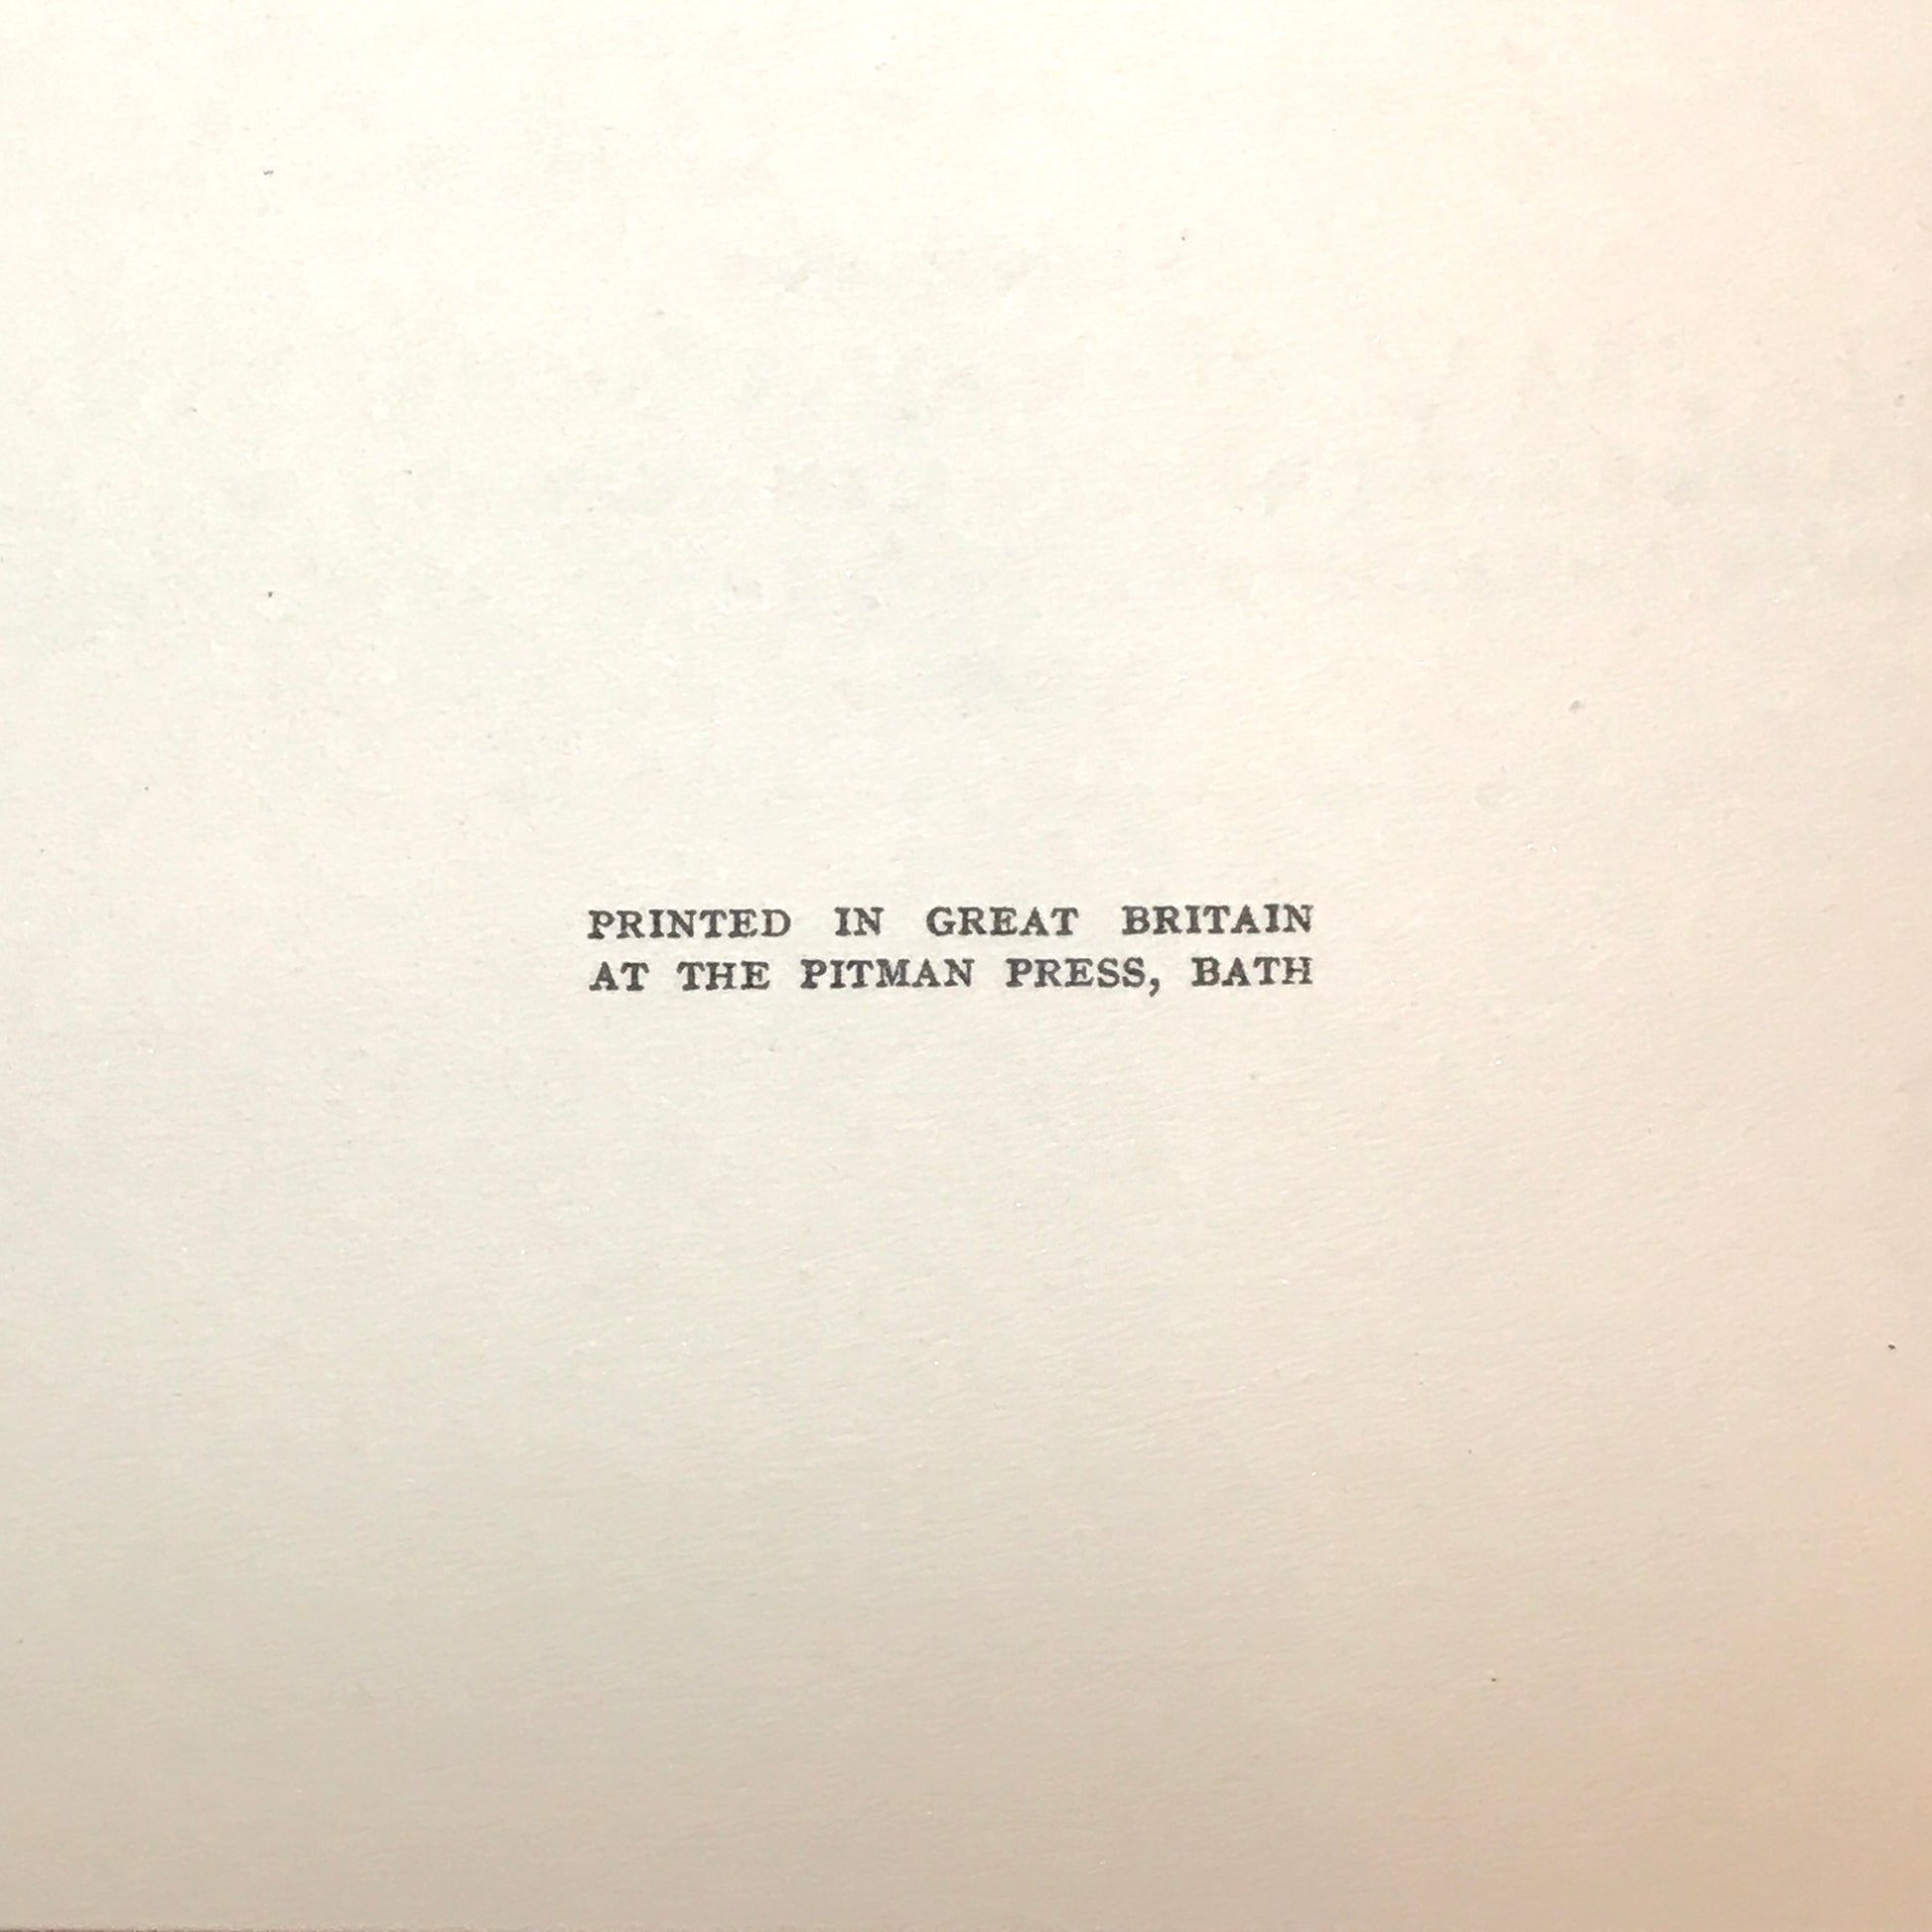 PRINTED IN GREAT BRITAIN
AT THE PITMAN PRESS, BATH